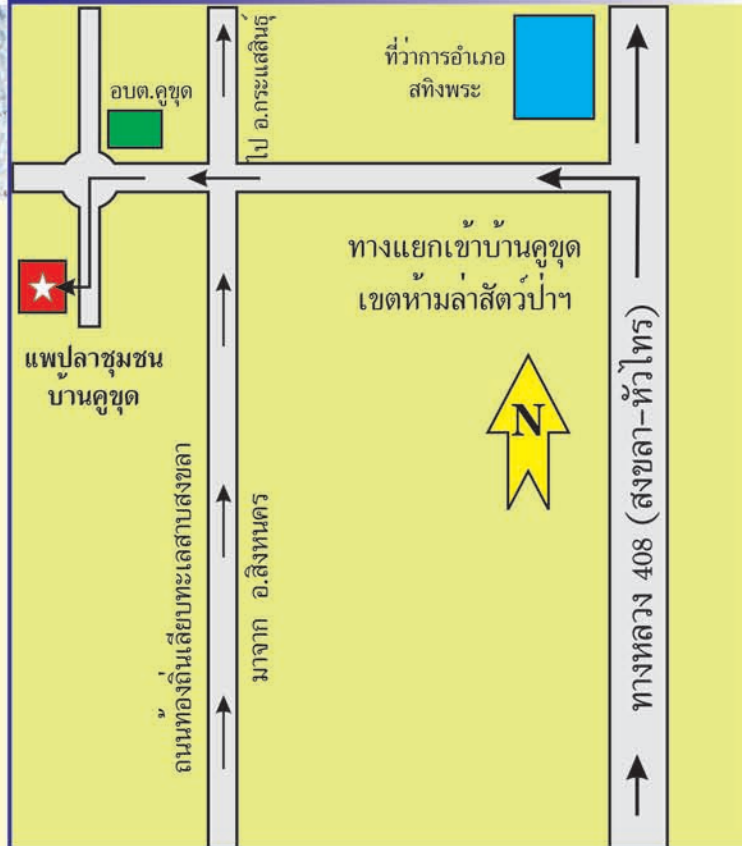 อบต.คูขุด
ไป อ.กระแสสินธุ์
ที่ว่าการอำเภอ
สทิงพระ
ทางแยกเข้าบ้านคูขุด
เขตห้ามล่าสัตว์ป่าฯ
แพปลาชุมชน
บ้านคูขุด
N
ถนนท้องถิ่นเลียบทะเลสาบสงขลา
มาจาก อ.สิงหนคร
ทางหลวง 408 (สงขลา-หัวไทร)